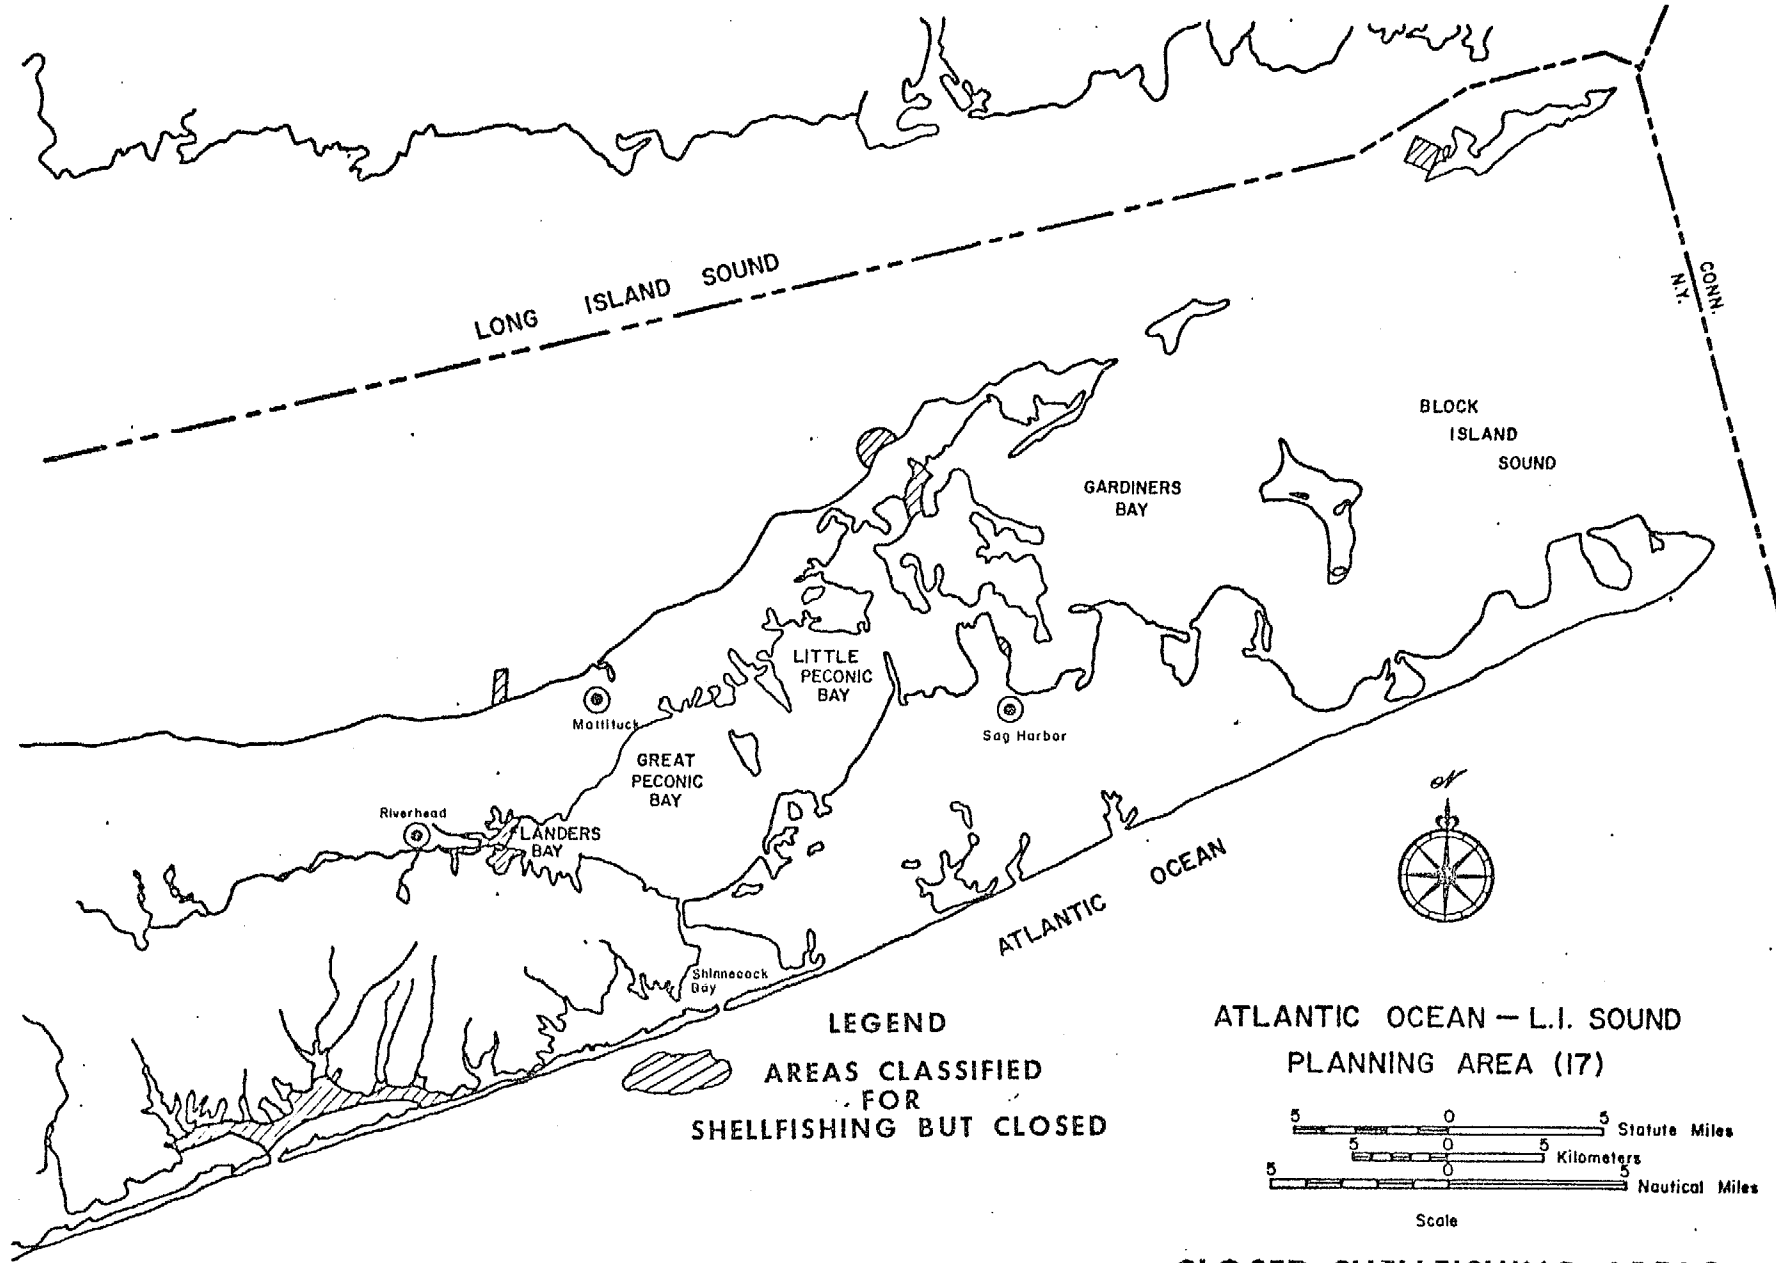 LONG ISLAND SOUND
CONN.
N.Y.
BLOCK
ISLAND
SOUND
GARDINERS
BAY
LITTLE
PECONIC
BAY
Mattituck
Sag Harbor
GREAT
PECONIC
BAY
Riverhead
FLANDERS
BAY
N
ATLANTIC OCEAN
Shinnecock
Bay
LEGEND
AREAS CLASSIFIED
FOR
SHELLFISHING BUT CLOSED
ATLANTIC OCEAN — L.I. SOUND
PLANNING AREA (17)
5 0 5
Statute Miles
5 0 5
Kilometers
5 0 5
Nautical Miles
Scale